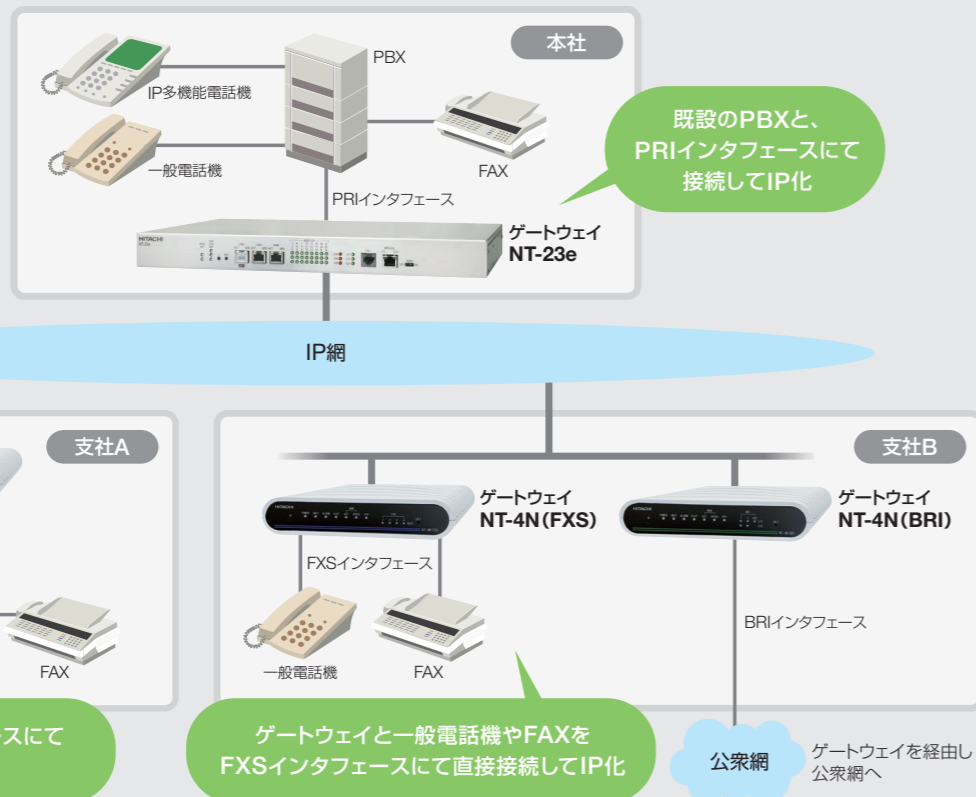 本社
PBX
IP多機能電話機
一般電話機
FAX
既設のPBXと、
PRIインタフェースにて
接続してIP化
PRIインタフェース
HITACHI
ゲートウェイ
NT-23e
IP網
支社A
FAX
スにて
支社B
HITACHI
ゲートウェイ
NT-4N(FXS)
FXSインタフェース
一般電話機
FAX
ゲートウェイと一般電話機やFAXを
FXSインタフェースにて直接接続してIP化
HITACHI
ゲートウェイ
NT-4N(BRI)
BRIインタフェース
公衆網
ゲートウェイを経由し
公衆網へ